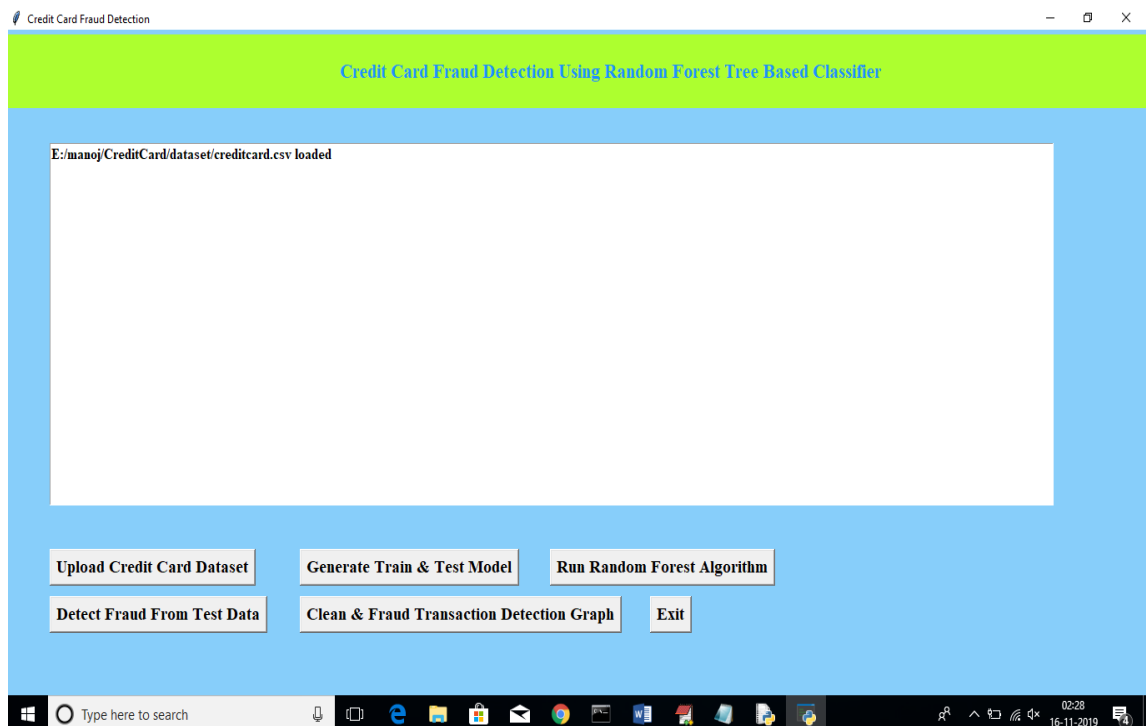 Credit Card Fraud Detection
Credit Card Fraud Detection Using Random Forest Tree Based Classifier
E:/manoj/CreditCard/dataset/creditcard.csv loaded
Upload Credit Card Dataset
Generate Train & Test Model
Run Random Forest Algorithm
Detect Fraud From Test Data
Clean & Fraud Transaction Detection Graph
Exit
Type here to search
02:28
16-11-2019